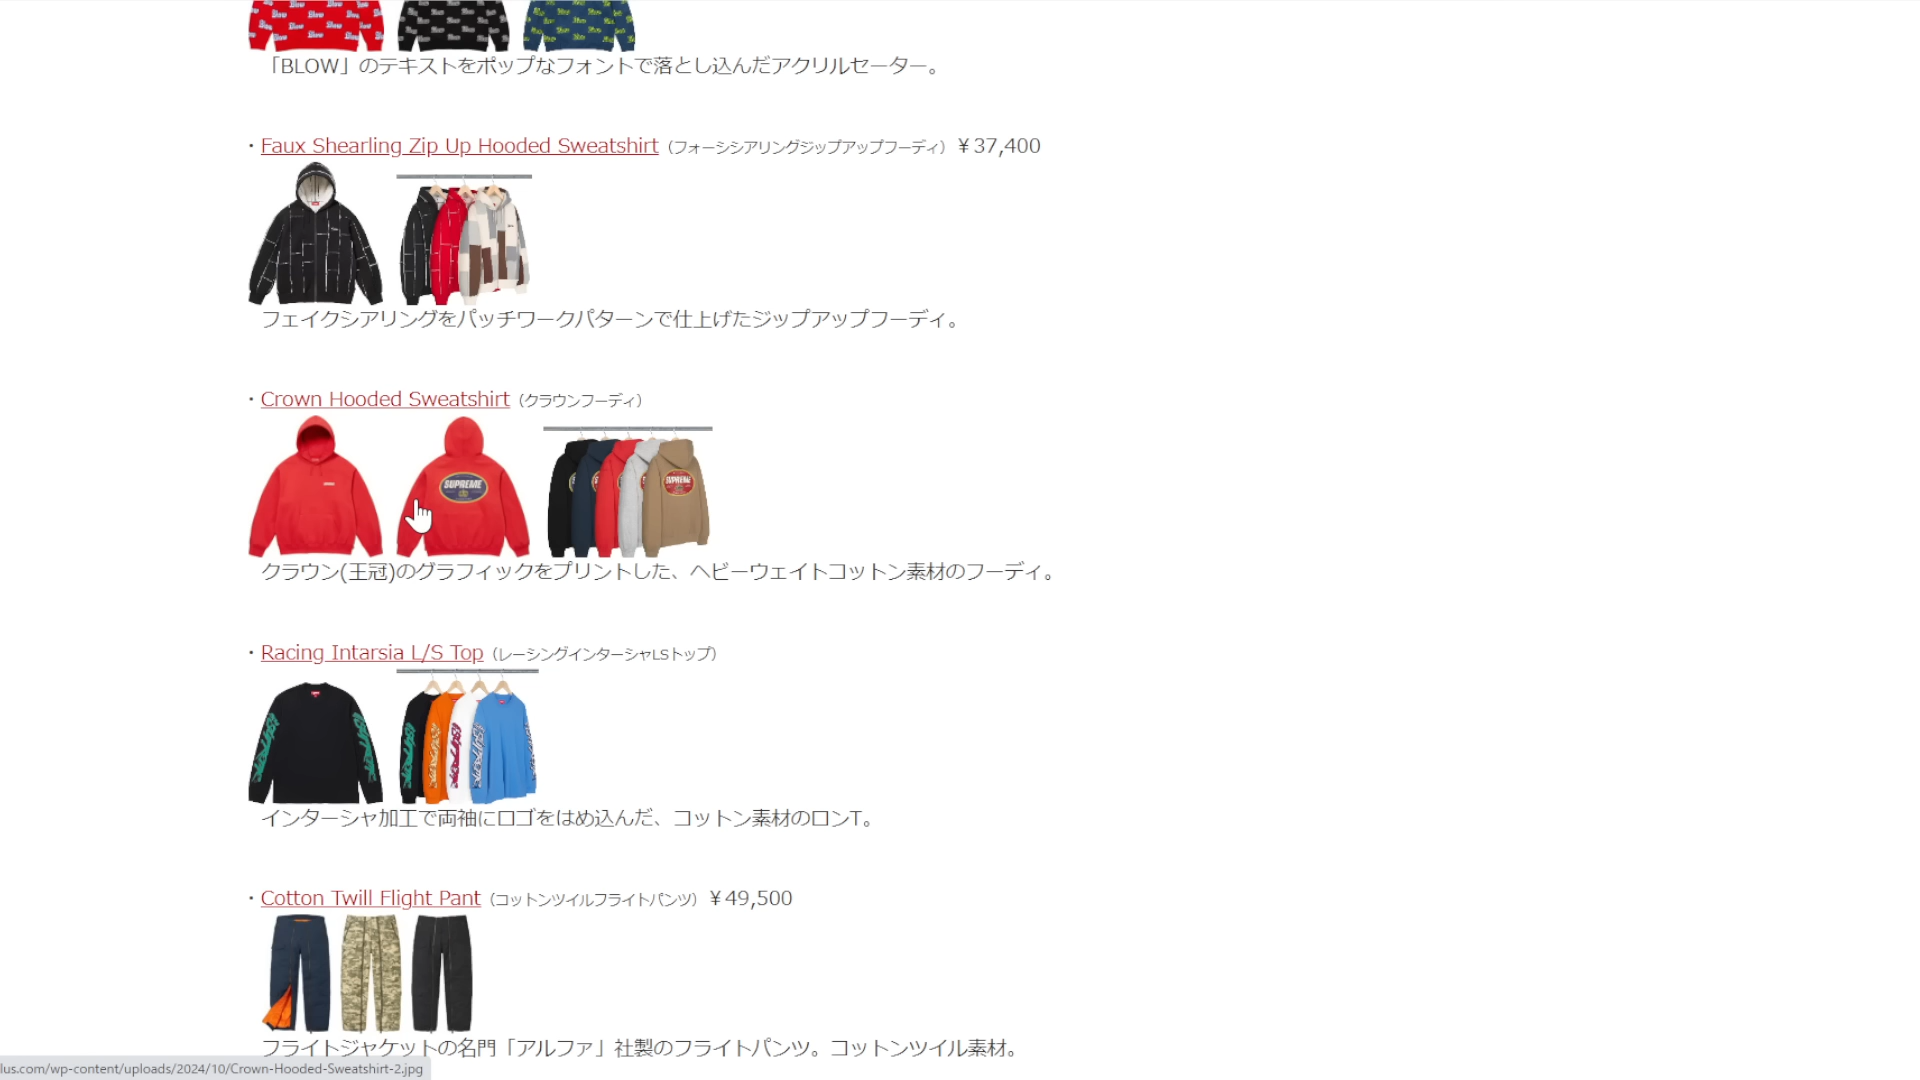 「BLOW」のテキストをポップなフォントで落とし込んだアクリルセーター。
・Faux Shearling Zip Up Hooded Sweatshirt（フォーシシアリングジップアップフーディ）￥37,400
フェイクシアリングをパッチワークパターンで仕上げたジップアップフーディ。
・Crown Hooded Sweatshirt（クラウンフーディ）
SUPREME
SUPREME
クラウン(王冠)のグラフィックをプリントした、ヘビーウェイトコットン素材のフーディ。
・Racing Intarsia L/S Top（レーシングインターシャLSトップ）
インターシャ加工で両袖にロゴをはめ込んだ、コットン素材のロンT。
・Cotton Twill Flight Pant（コットンツイルフライトパンツ）￥49,500
フライトジャケットの名門「アルファ」社製のフライトパンツ。コットンツイル素材。
lus.com/wp-content/uploads/2024/10/Crown-Hooded-Sweatshirt-2.jpg